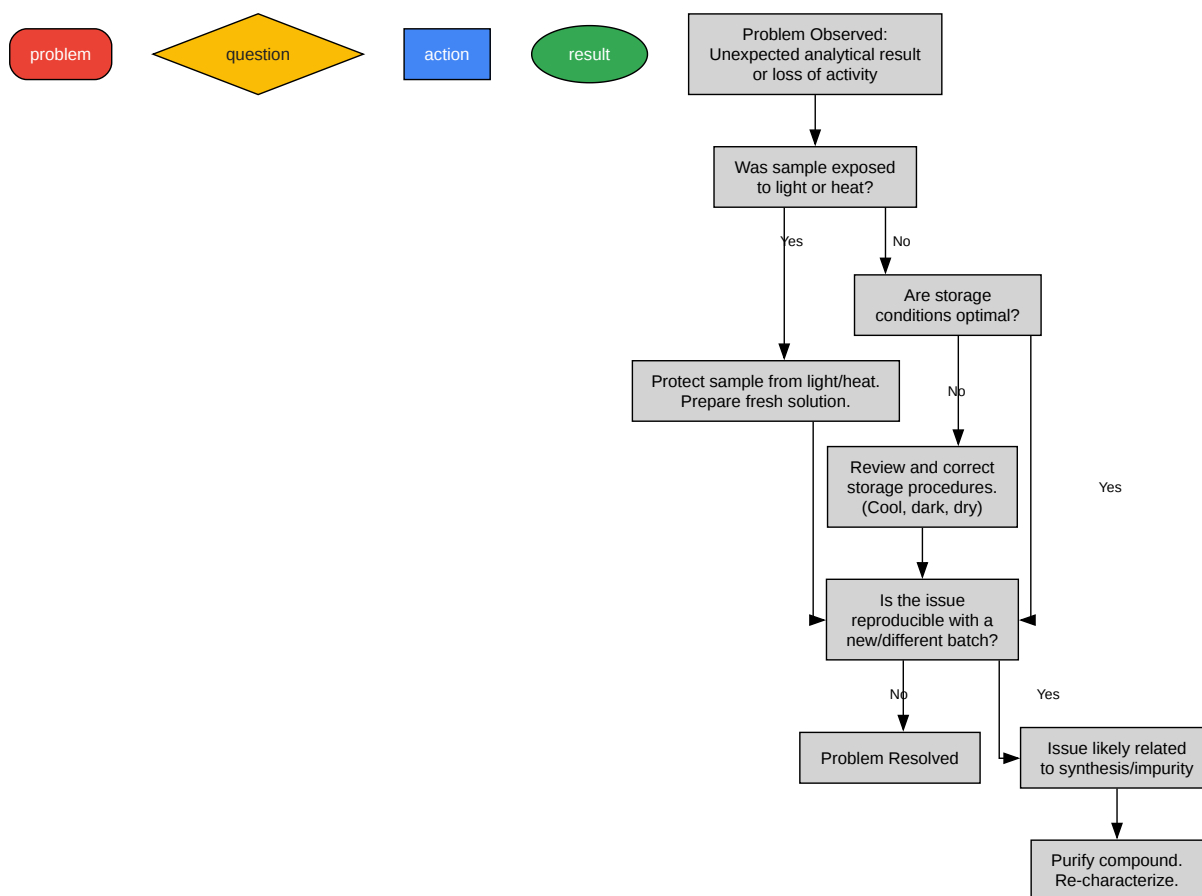 problem
question
action
result
Problem Observed:
Unexpected analytical result
or loss of activity
Was sample exposed
to light or heat?
Yes
No
Are storage
conditions optimal?
Protect sample from light/heat.
Prepare fresh solution.
No
Review and correct
storage procedures.
(Cool, dark, dry)
Yes
Is the issue
reproducible with a
new/different batch?
No
Yes
Problem Resolved
Issue likely related
to synthesis/impurity
Purify compound.
Re-characterize.